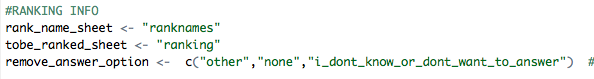 #RANKING INFO
rank_name_sheet <- "ranknames"
tobe_ranked_sheet <- "ranking"
remove_answer_option <-  c("other","none","i_dont_know_or_dont_want_to_answer")  #